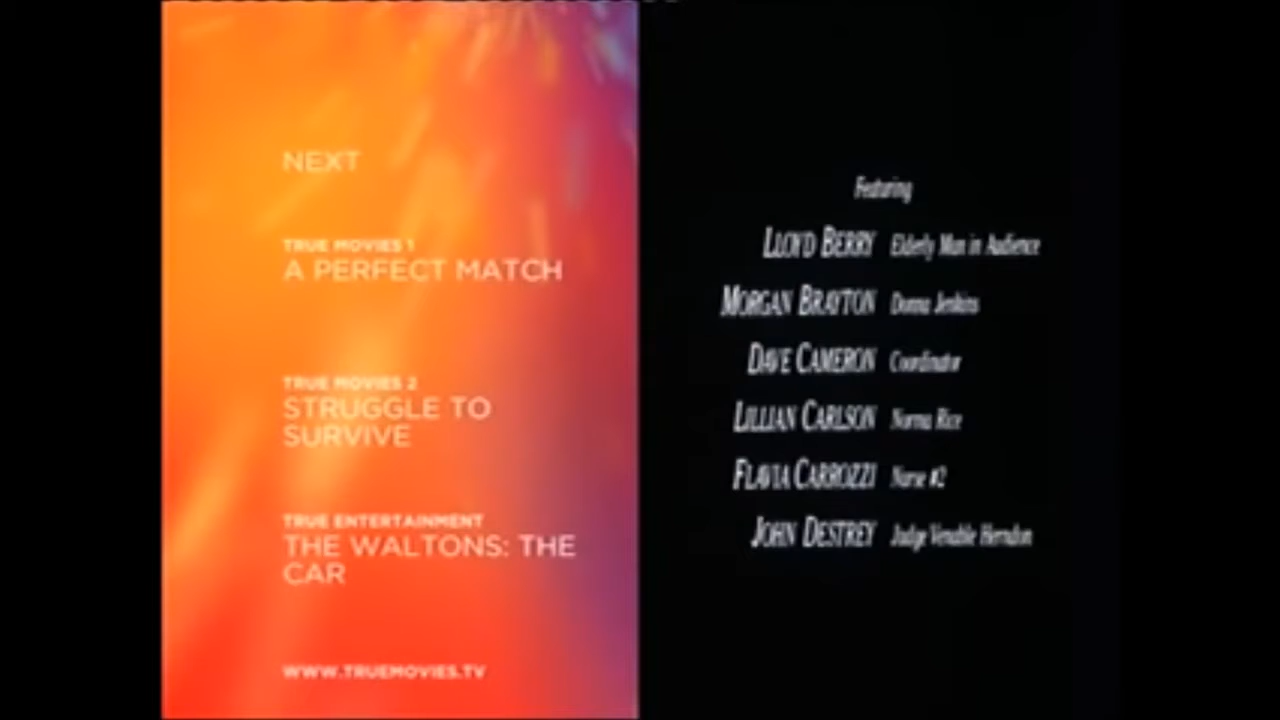 NEXT
TRUE MOVIES 1
A PERFECT MATCH
TRUE MOVIES 2
STRUGGLE TO
SURVIVE
TRUE ENTERTAINMENT
THE WALTONS: THE
CAR
WWW.TRUEMOVIES.TV
Featuring
LLOYD BERRY Elderly Man in Audience
MORGAN BRAYTON Donna Jenkins
DAVE CAMERON Coordinator
LILLIAN CARLSON Norma Rice
FLAVIA CARROZZI Nurse #2
JOHN DESTREY Judge Venable Herndon